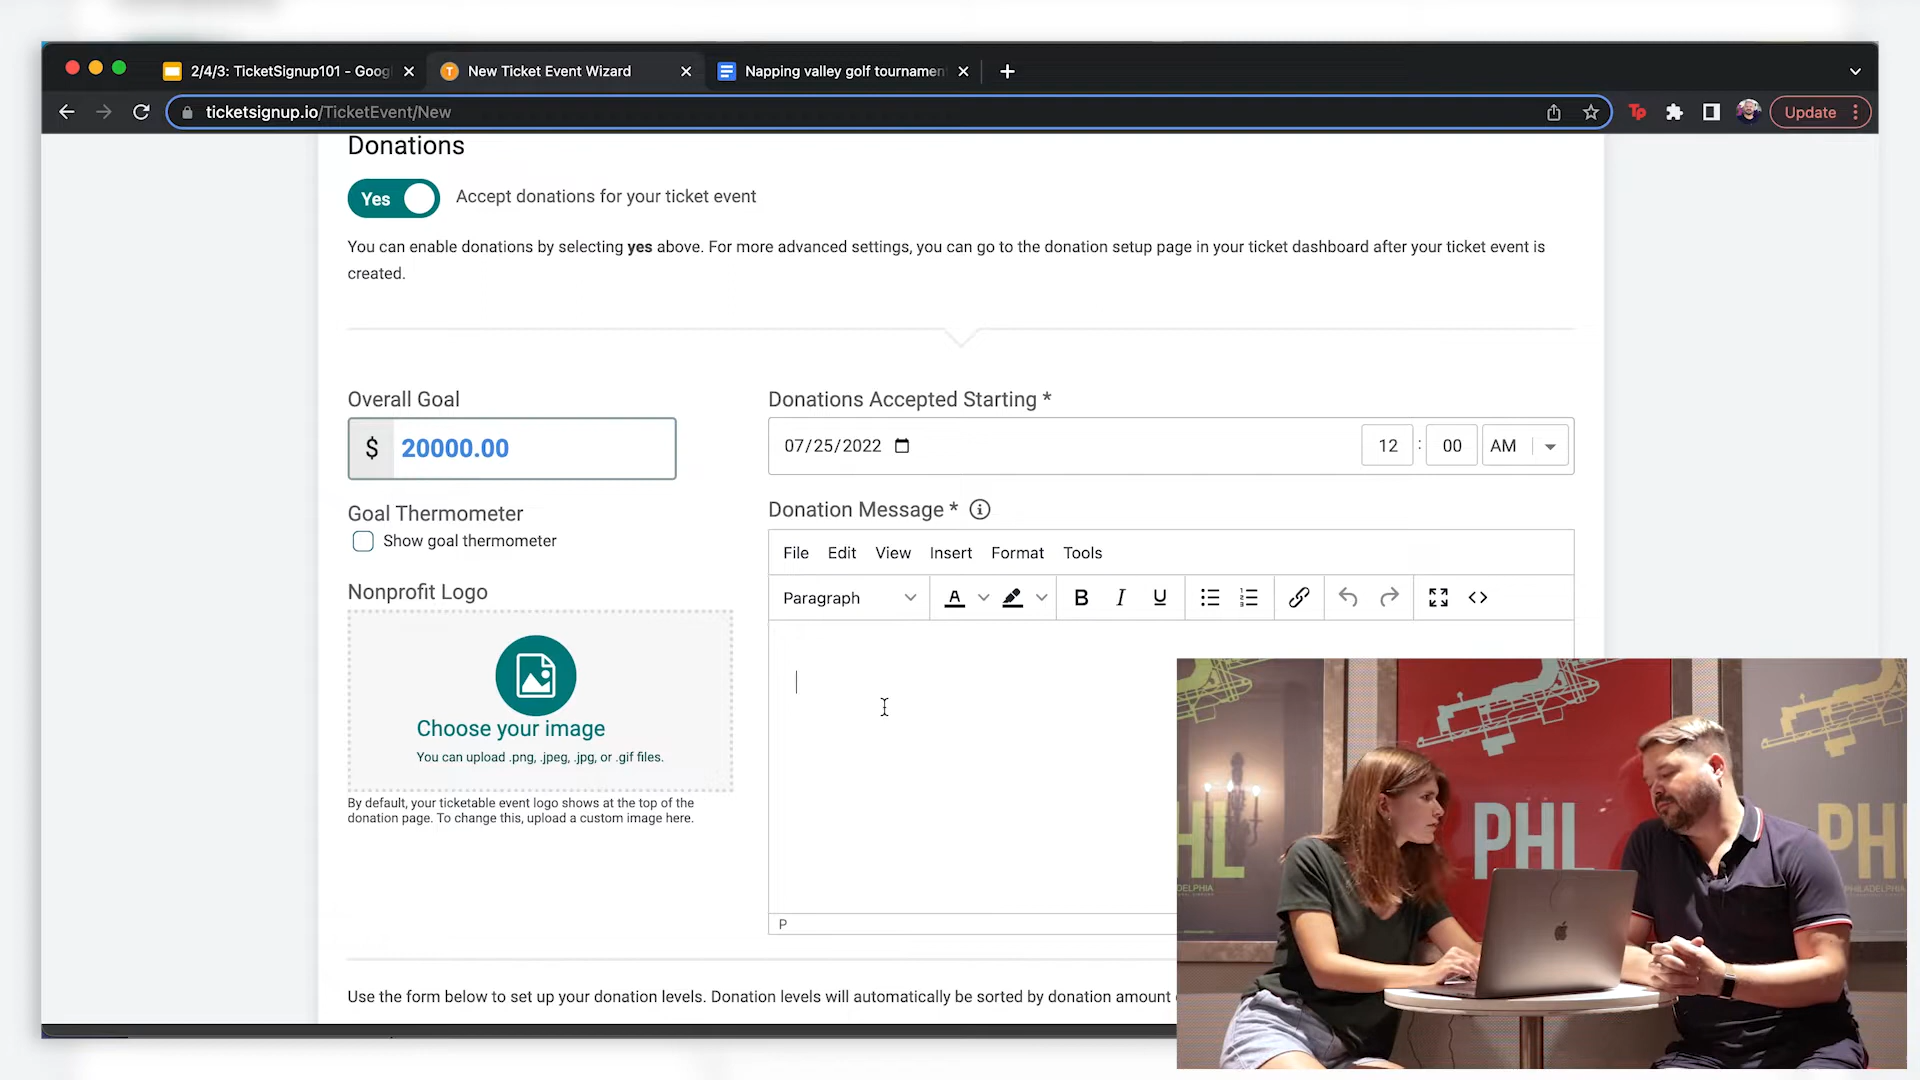 2/4/3: TicketSignup101 - Goog
New Ticket Event Wizard
Napping valley golf tournamen
ticketsignup.io/TicketEvent/New
Tp
Update
Donations
Yes
Accept donations for your ticket event
You can enable donations by selecting yes above. For more advanced settings, you can go to the donation setup page in your ticket dashboard after your ticket event is
created.
Overall Goal
$ 20000.00
Donations Accepted Starting *
07/25/2022
12 : 00 AM
Goal Thermometer
Show goal thermometer
Donation Message *
File Edit View Insert Format Tools
Paragraph
A
B I U
Nonprofit Logo
Choose your image
You can upload .png, .jpeg, .jpg, or .gif files.
By default, your ticketable event logo shows at the top of the
donation page. To change this, upload a custom image here.
P
Use the form below to set up your donation levels. Donation levels will automatically be sorted by donation amount
PHL
PHL
PHL